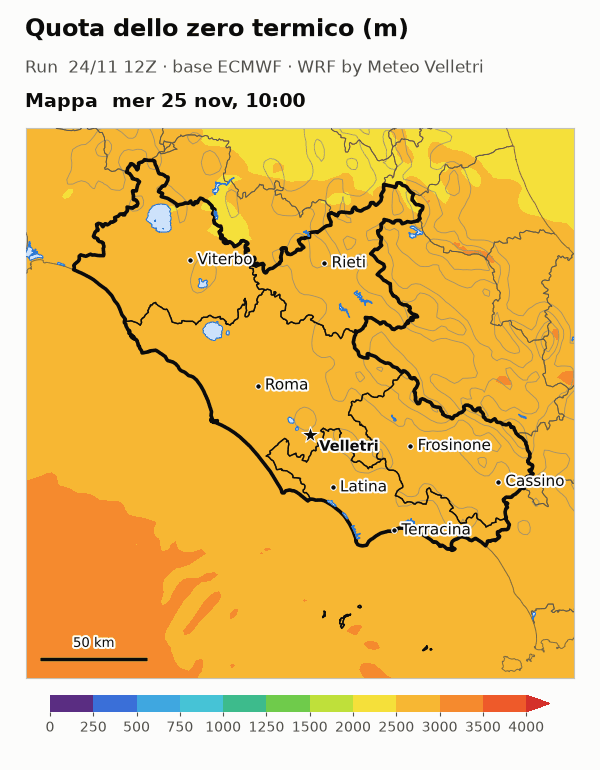 Quota dello zero termico (m)
Run  24/11 12Z · base ECMWF · WRF by Meteo Velletri
Mappa  mer 25 nov, 10:00
Viterbo
Rieti
Roma
Velletri
Frosinone
Latina
Cassino
Terracina
50 km
0 250 500 750 1000 1250 1500 2000 2500 3000 3500 4000